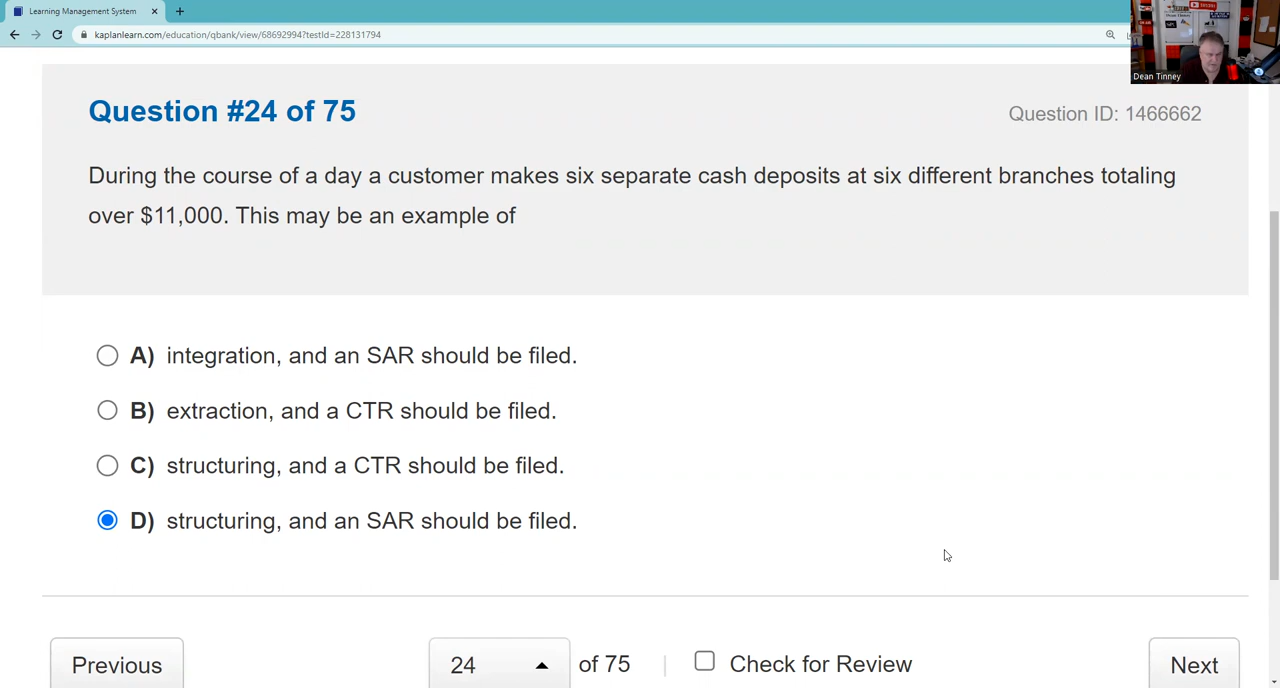 Learning Management System
kaplanlearn.com/education/qbank/view/68692994?testId=228131794
Dean Tinney
Question #24 of 75
Question ID: 1466662
During the course of a day a customer makes six separate cash deposits at six different branches totaling
over $11,000. This may be an example of
A) integration, and an SAR should be filed.
B) extraction, and a CTR should be filed.
C) structuring, and a CTR should be filed.
D) structuring, and an SAR should be filed.
Previous
24
of 75
Check for Review
Next